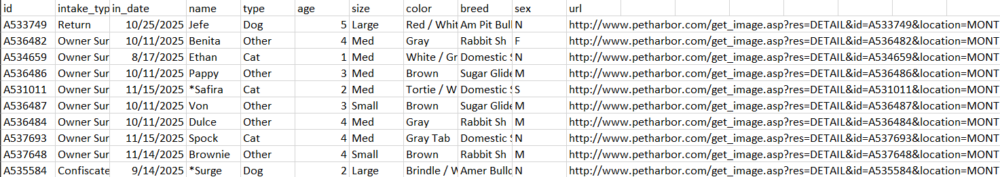 id intake_typ in_date name type age size color breed sex url
A533749 Return 10/25/2025 Jefe Dog 5 Large Red / Whit Am Pit Bull N http://www.petharbor.com/get_image.asp?res=DETAIL&id=A533749&location=MONT
A536482 Owner Sur 10/11/2025 Benita Other 4 Med Gray Rabbit Sh F http://www.petharbor.com/get_image.asp?res=DETAIL&id=A536482&location=MONT
A534659 Owner Sur 8/17/2025 Ethan Cat 1 Med White / Gr Domestic S N http://www.petharbor.com/get_image.asp?res=DETAIL&id=A534659&location=MONT
A536486 Owner Sur 10/11/2025 Pappy Other 3 Med Brown Sugar Glide M http://www.petharbor.com/get_image.asp?res=DETAIL&id=A536486&location=MONT
A531011 Owner Sur 11/15/2025 *Safira Cat 2 Med Tortie / W Domestic S S http://www.petharbor.com/get_image.asp?res=DETAIL&id=A531011&location=MONT
A536487 Owner Sur 10/11/2025 Von Other 3 Small Brown Sugar Glide M http://www.petharbor.com/get_image.asp?res=DETAIL&id=A536487&location=MONT
A536484 Owner Sur 10/11/2025 Dulce Other 4 Med Gray Rabbit Sh M http://www.petharbor.com/get_image.asp?res=DETAIL&id=A536484&location=MONT
A537693 Owner Sur 11/15/2025 Spock Cat 4 Med Gray Tab Domestic S N http://www.petharbor.com/get_image.asp?res=DETAIL&id=A537693&location=MONT
A537648 Owner Sur 11/14/2025 Brownie Other 4 Small Brown Rabbit Sh M http://www.petharbor.com/get_image.asp?res=DETAIL&id=A537648&location=MONT
A535584 Confiscate 9/14/2025 *Surge Dog 2 Large Brindle / W Amer Bulld N http://www.petharbor.com/get_image.asp?res=DETAIL&id=A535584&location=MONT